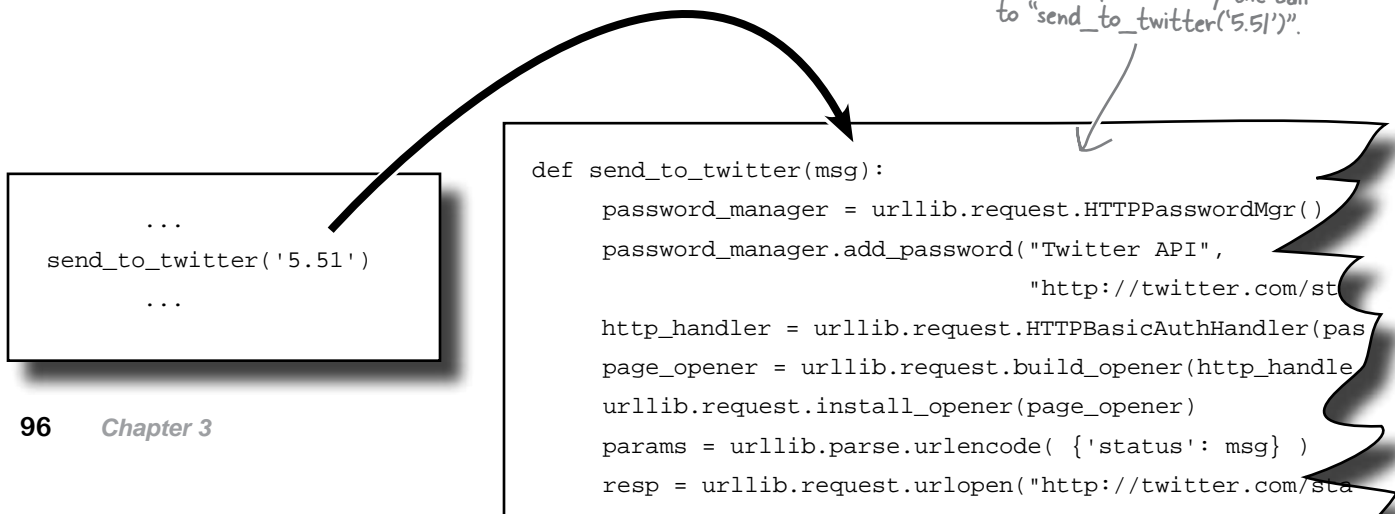 to "send_to_twitter('5.51')".
def send_to_twitter(msg):
password_manager = urllib.request.HTTPPasswordMgr()
password_manager.add_password("Twitter API",
"http://twitter.com/st
http_handler = urllib.request.HTTPBasicAuthHandler(pas
page_opener = urllib.request.build_opener(http_handle
urllib.request.install_opener(page_opener)
params = urllib.parse.urlencode( {'status': msg} )
resp = urllib.request.urlopen("http://twitter.com/sta
...
send_to_twitter('5.51')
...
96 Chapter 3